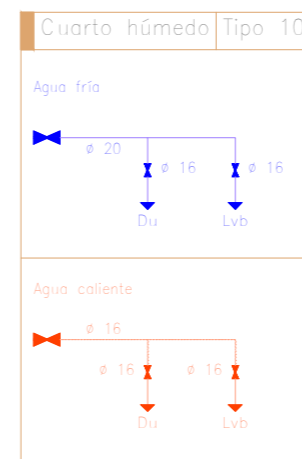 Cuarto húmedo Tipo 10
Agua fría
ø 20
ø 16 ø 16
Du Lvb
Agua caliente
ø 16
ø 16 ø 16
Du Lvb